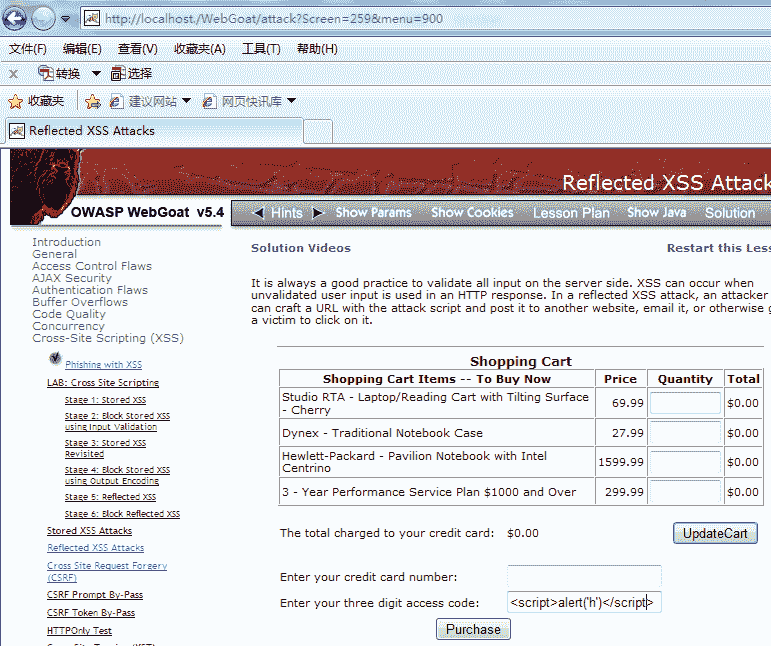 http://localhost./WebGoat/attack?Screen=259&menu=900
文件(F) 编辑(E) 查看(V) 收藏夹(A) 工具(T) 帮助(H)
x 转换 选择
收藏夹 建议网站 网页快讯库
Reflected XSS Attacks
Reflected XSS Attack
OWASP WebGoat v5.4
Hints Show Params Show Cookies Lesson Plan Show Java Solution
Introduction
General
Access Control Flaws
AJAX Security
Authentication Flaws
Buffer Overflows
Code Quality
Concurrency
Cross-Site Scripting (XSS)
Phishing with XSS
LAB: Cross Site Scripting
Stage 1: Stored XSS
Stage 2: Block Stored XSS
using Input Validation
Stage 3: Stored XSS
Revisited
Stage 4: Block Stored XSS
using Output Encoding
Stage 5: Reflected XSS
Stage 6: Block Reflected XSS
Stored XSS Attacks
Reflected XSS Attacks
Cross Site Request Forgery
(CSRF)
CSRF Prompt By-Pass
CSRF Token By-Pass
HTTPOnly Test
Solution Videos Restart this Less
It is always a good practice to validate all input on the server side. XSS can occur when
unvalidated user input is used in an HTTP response. In a reflected XSS attack, an attacker
can craft a URL with the attack script and post it to another website, email it, or otherwise g
a victim to click on it.
Shopping Cart
Shopping Cart Items -- To Buy Now Price Quantity Total
Studio RTA - Laptop/Reading Cart with Tilting Surface
- Cherry 69.99 $0.00
Dynex - Traditional Notebook Case 27.99 $0.00
Hewlett-Packard - Pavilion Notebook with Intel
Centrino 1599.99 $0.00
3 - Year Performance Service Plan $1000 and Over 299.99 $0.00
The total charged to your credit card: $0.00 UpdateCart
Enter your credit card number:
Enter your three digit access code: <script>alert('h')</script>
Purchase